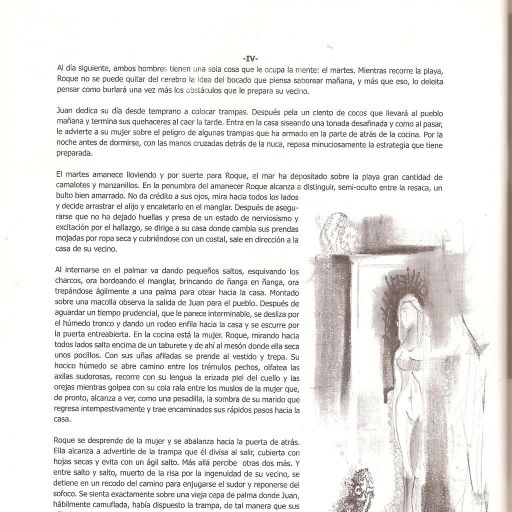 -IV-
Al día siguiente, ambos hombres tienen una sola cosa que le ocupa la mente: el martes. Mientras recorre la playa,
Roque no se puede quitar del cerebro la idea del bocado que piensa saborear mañana, y más que eso, lo deleita
pensar como burlará una vez más los obstáculos que le prepara su vecino.
Juan dedica su día desde temprano a colocar trampas. Después pela un ciento de cocos que llevará al pueblo
mañana y termina sus quehaceres al caer la tarde. Entra en la casa siseando una tonada desafinada y como al pasar,
le advierte a su mujer sobre el peligro de algunas trampas que ha armado en la parte de atrás de la cocina. Por la
noche antes de dormirse, con las manos cruzadas detrás de la nuca, repasa minuciosamente la estrategia que tiene
preparada.
El martes amanece lloviendo y por suerte para Roque, el mar ha depositado sobre la playa gran cantidad de
camalotes y manzanillos. En la penumbra del amanecer Roque alcanza a distinguir, semi-oculto entre la resaca, un
bulto bien amarrado. No da crédito a sus ojos, mira hacia todos los lados
y decide arrastrar el alijo y encaletarlo en el manglar. Después de asegu-
rarse que no ha dejado huellas y presa de un estado de nerviosismo y
excitación por el hallazgo, se dirige a su casa donde cambia sus prendas
mojadas por ropa seca y cubriéndose con un costal, sale en dirección a la
casa de su vecino.
Al internarse en el palmar va dando pequeños saltos, esquivando los
charcos, ora bordeando el manglar, brincando de ñanga en ñanga, ora
trepándose ágilmente a una palma para otear hacia la casa. Montado
sobre una macolla observa la salida de Juan para el pueblo. Después de
aguardar un tiempo prudencial, que le parece interminable, se desliza por
el húmedo tronco y dando un rodeo enfila hacia la casa y se escurre por
la puerta entreabierta. En la cocina está la mujer. Roque, mirando hacia
todos lados salta encima de un taburete y de ahí al mesón donde ella seca
unos pocillos. Con sus uñas afiladas se prende al vestido y trepa. Su
hocico húmedo se abre camino entre los trémulos pechos, olfatea las
axilas sudorosas, recorre con su lengua la erizada piel del cuello y las
orejas mientras golpea con su cola rala entre los muslos de la mujer que,
de pronto, alcanza a ver, como una pesadilla, la sombra de su marido que
regresa intempestivamente y trae encaminados sus rápidos pasos hacia la
casa.
Roque se desprende de la mujer y se abalanza hacia la puerta de atrás.
Ella alcanza a advertirle de la trampa que él divisa al salir, cubierta con
hojas secas y evita con un ágil salto. Más allá percibe otras dos más. Y
entre salto y salto, muerto de la risa por la ingenuidad de su vecino, se
detiene en un recodo del camino para enjugarse el sudor y reponerse del
sofoco. Se sienta exactamente sobre una vieja cepa de palma donde Juan,
hábilmente camuflada, había dispuesto la trampa, de tal manera que sus